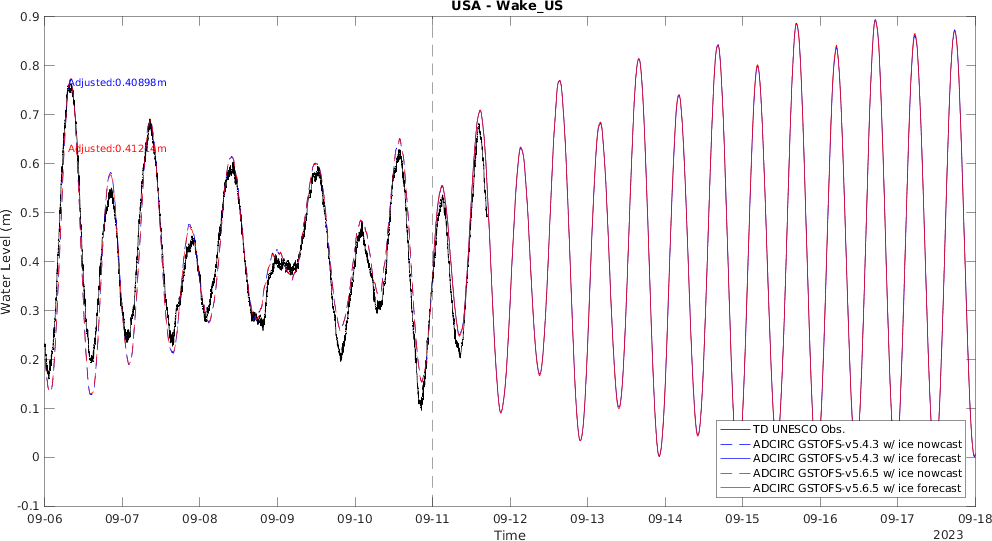 USA - Wake_US
0.9
0.8
0.7
0.6
0.5
0.4
0.3
0.2
0.1
0
-0.1
Water Level (m)
Adjusted:0.40898m
Adjusted:0.41214m
TD UNESCO Obs.
ADCIRC GSTOFS-v5.4.3 w/ ice nowcast
ADCIRC GSTOFS-v5.4.3 w/ ice forecast
ADCIRC GSTOFS-v5.6.5 w/ ice nowcast
ADCIRC GSTOFS-v5.6.5 w/ ice forecast
09-06 09-07 09-08 09-09 09-10 09-11 09-12 09-13 09-14 09-15 09-16 09-17 09-18
Time
2023